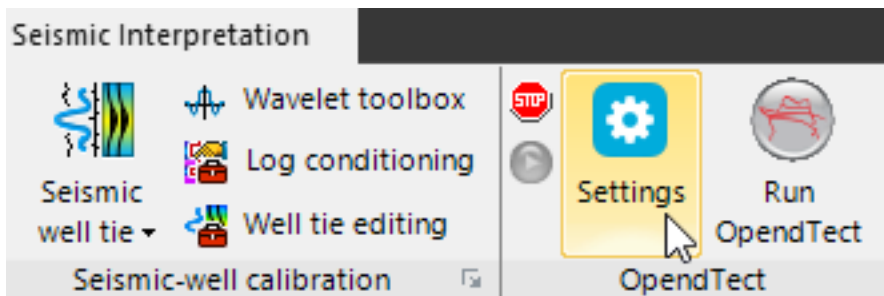 Seismic Interpretation
Seismic
well tie
Wavelet toolbox
Log conditioning
Well tie editing
Seismic-well calibration
STOP
Settings
Run
OpendTect
OpendTect